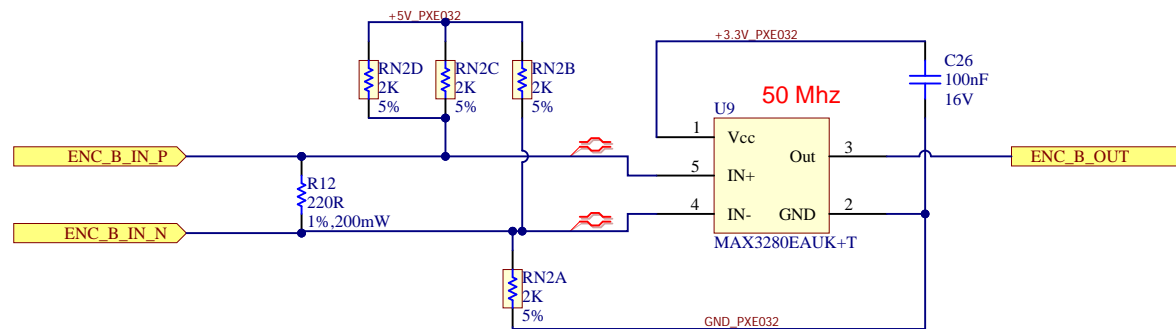 +5V_PXE032
+3.3V_PXE032
RN2D
2K
5%
RN2C
2K
5%
RN2B
2K
5%
C26
100nF
16V
50 Mhz
U9
1
Vcc
ENC_B_IN_P
Out
3
ENC_B_OUT
5
IN+
R12
220R
1%,200mW
4
IN-
GND
2
ENC_B_IN_N
MAX3280EAUK+T
RN2A
2K
5%
GND_PXE032